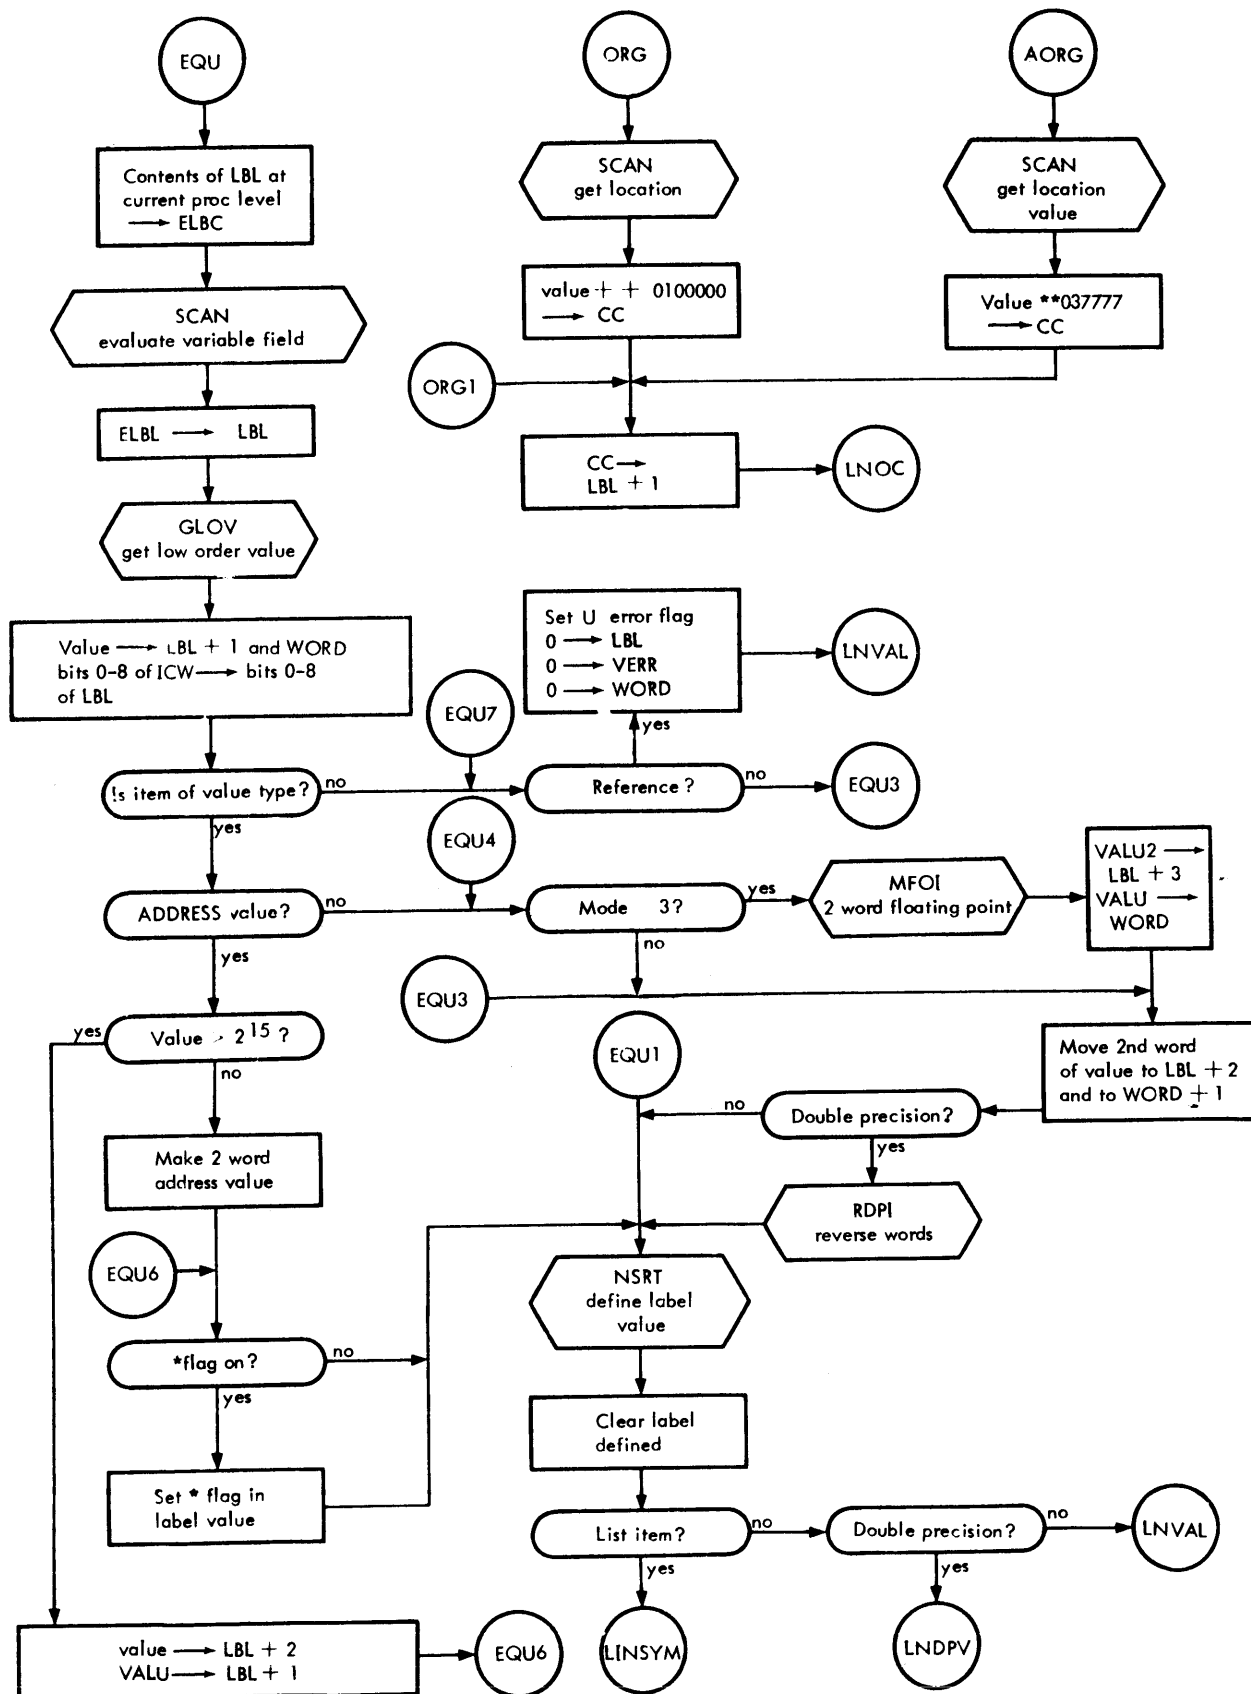 EQU
ORG
AORG
Contents of LBL at
current proc level
→ ELBC
SCAN
get location
SCAN
get location
value
SCAN
evaluate variable field
value + + 0100000
→ CC
Value **037777
→ CC
ORG1
ELBL → LBL
CC →
LBL + 1
LNOC
GLOV
get low order value
Value → LBL + 1 and WORD
bits 0-8 of ICW → bits 0-8
of LBL
Set U error flag
0 → LBL
0 → VERR
0 → WORD
LNVAL
EQU7
yes
Is item of value type?
no
Reference?
no
EQU3
yes
EQU4
ADDRESS value?
no
Mode 3?
yes
MFOI
2 word floating point
VALU2 →
LBL + 3
VALU →
WORD
yes
no
EQU3
yes
Value > 2^15 ?
no
EQU1
Move 2nd word
of value to LBL + 2
and to WORD + 1
no
Double precision?
yes
Make 2 word
address value
RDPI
reverse words
EQU6
NSRT
define label
value
*flag on?
no
yes
Clear label
defined
Set * flag in
label value
List item?
no
Double precision?
no
LNVAL
yes
yes
value → LBL + 2
VALU → LBL + 1
EQU6
LINSYM
LNDPV